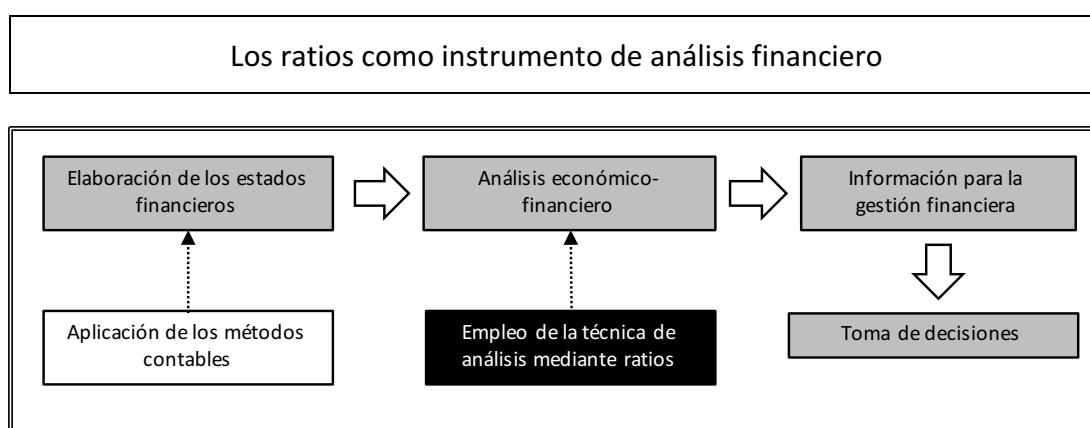 Los ratios como instrumento de análisis financiero
Elaboración de los estados
financieros
Análisis económico-
financiero
Información para la
gestión financiera
Aplicación de los métodos
contables
Empleo de la técnica de
análisis mediante ratios
Toma de decisiones